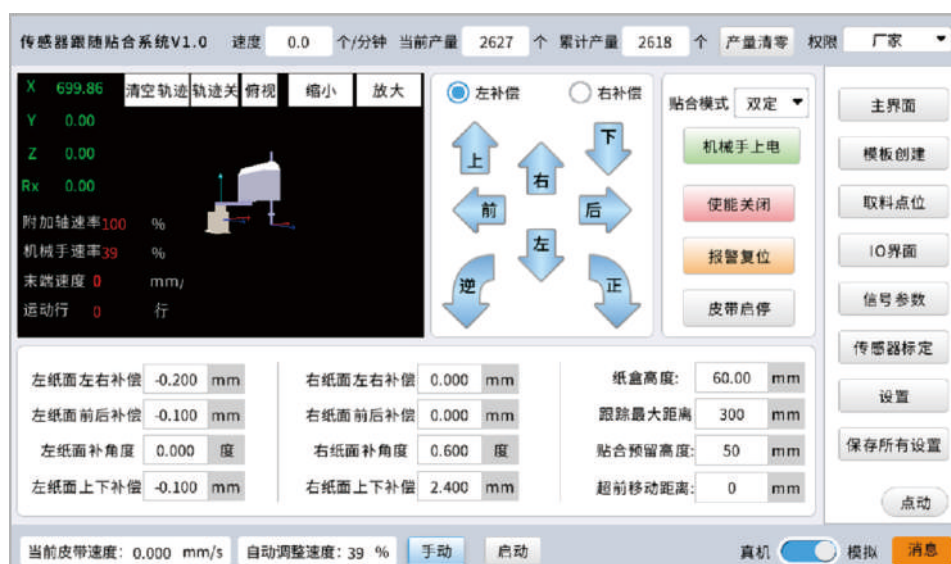 传感器跟随贴合系统V1.0 速度 0.0 个/分钟 当前产量 2627 个 累计产量 2618 个 产量清零 权限 厂家
X 699.86 清空轨迹 轨迹关 俯视 缩小 放大
Y 0.00
Z 0.00
Rx 0.00
附加轴速率100 %
机械手速率39 %
末端速度 0 mm/
运动行 0 行
左补偿 右补偿
上 下
右
前 后
左
逆 正
贴合模式 双定
机械手上电
使能关闭
报警复位
皮带启停
主界面
模板创建
取料点位
IO界面
信号参数
传感器标定
设置
保存所有设置
点动
左纸面左右补偿 -0.200 mm 右纸面左右补偿 0.000 mm 纸盒高度: 60.00 mm
左纸面前后补偿 -0.100 mm 右纸面前后补偿 0.000 mm 跟踪最大距离 300 mm
左纸面补角度 0.000 度 右纸面补角度 0.600 度 贴合预留高度: 50 mm
左纸面上下补偿 -0.100 mm 右纸面上下补偿 2.400 mm 超前移动距离: 0 mm
当前皮带速度: 0.000 mm/s 自动调整速度: 39 % 手动 启动 真机 模拟 消息